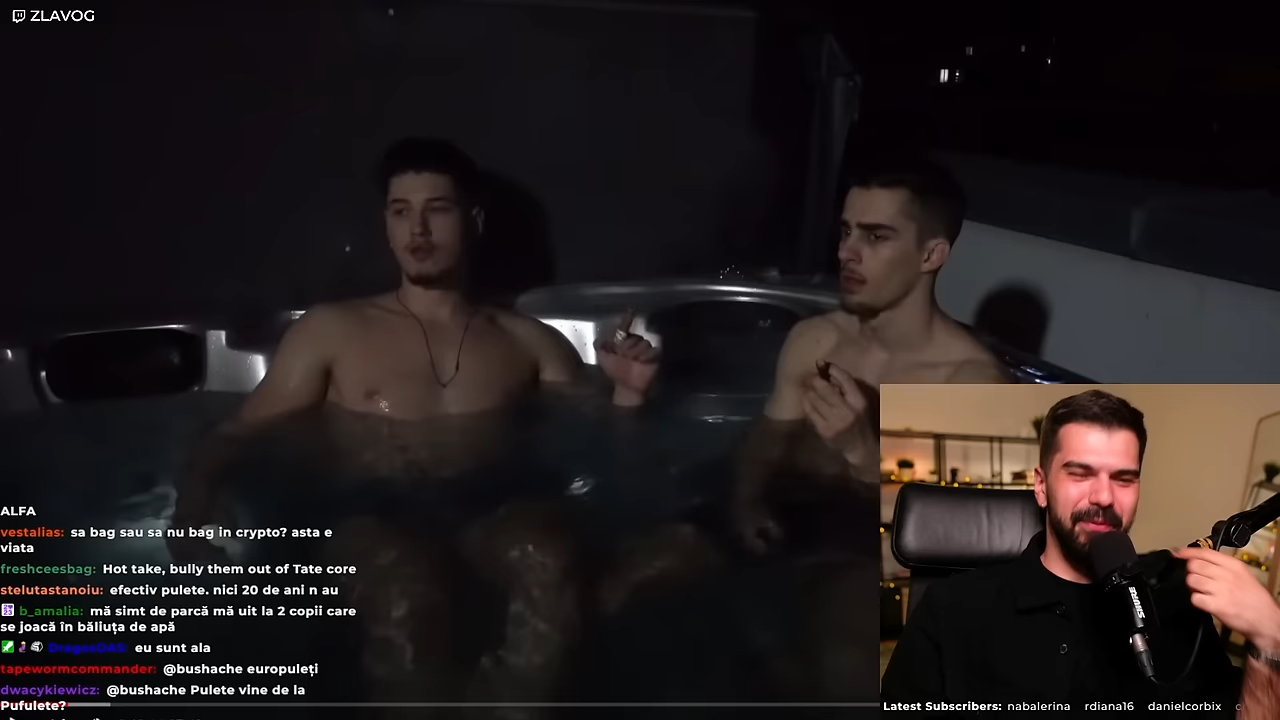 ZLAVOG
ALFA
vestalias: sa bag sau sa nu bag in crypto? asta e
viata
freshceesbag: Hot take, bully them out of Tate core
stelutastanoiu: efectiv pulete. nici 20 de ani n au
b_amalia: mă simt de parcă mă uit la 2 copii care
se joacă în băliuța de apă
DragosDAS: eu sunt ala
tapewormcommander: @bushache europuleți
dwacykiewicz: @bushache Pulete vine de la
Pufulete?
SHURE
Latest Subscribers: nabalerina rdiana16 danielcorbix